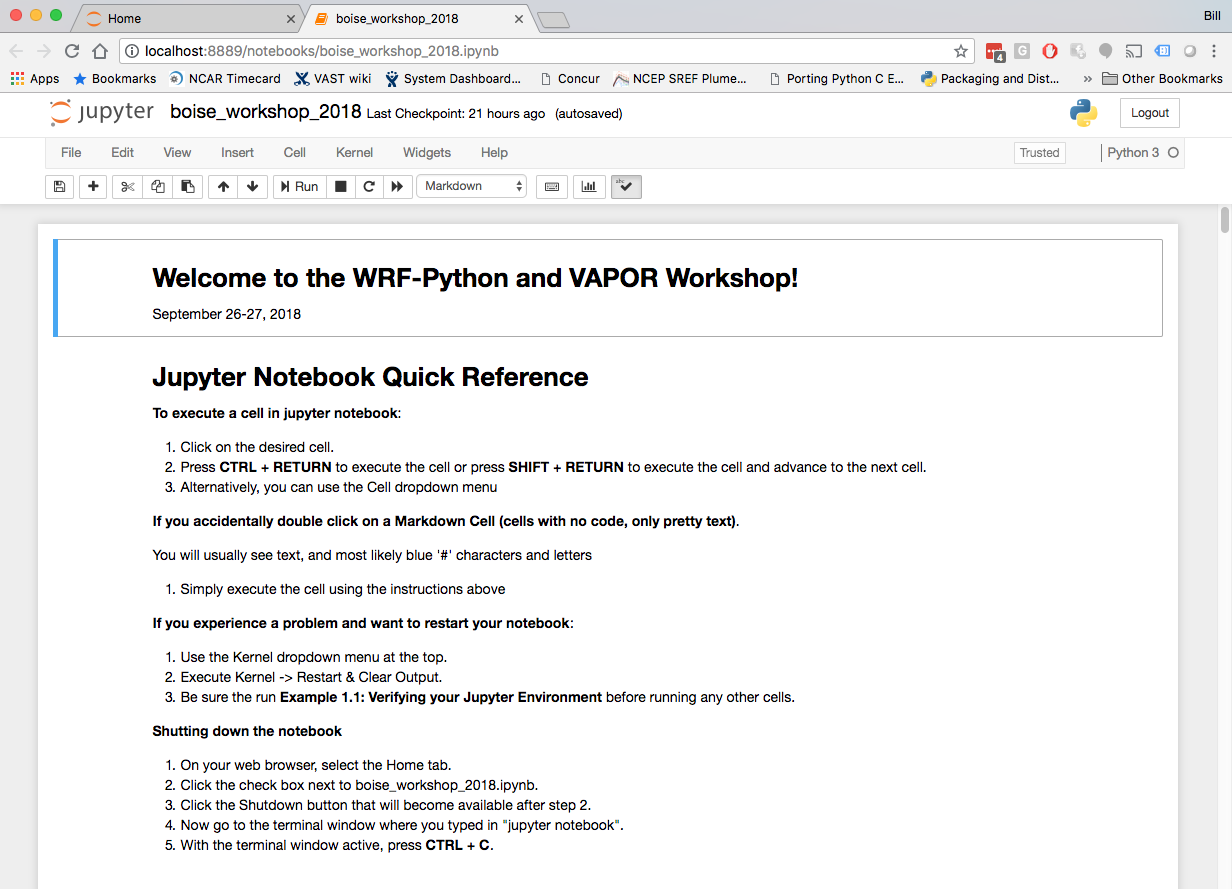 Home
boise_workshop_2018
Bill
localhost:8889/notebooks/boise_workshop_2018.ipynb
4
G
Apps
Bookmarks
NCAR Timecard
VAST wiki
System Dashboard...
Concur
NCEP SREF Plume...
Porting Python C E...
Packaging and Dist...
»
Other Bookmarks
jupyter boise_workshop_2018 Last Checkpoint: 21 hours ago (autosaved)
Logout
File Edit View Insert Cell Kernel Widgets Help
Trusted
Python 3
Run
Markdown
abc
Welcome to the WRF-Python and VAPOR Workshop!
September 26-27, 2018
Jupyter Notebook Quick Reference
To execute a cell in jupyter notebook:
1. Click on the desired cell.
2. Press CTRL + RETURN to execute the cell or press SHIFT + RETURN to execute the cell and advance to the next cell.
3. Alternatively, you can use the Cell dropdown menu
If you accidentally double click on a Markdown Cell (cells with no code, only pretty text).
You will usually see text, and most likely blue '#' characters and letters
1. Simply execute the cell using the instructions above
If you experience a problem and want to restart your notebook:
1. Use the Kernel dropdown menu at the top.
2. Execute Kernel -> Restart & Clear Output.
3. Be sure the run Example 1.1: Verifying your Jupyter Environment before running any other cells.
Shutting down the notebook
1. On your web browser, select the Home tab.
2. Click the check box next to boise_workshop_2018.ipynb.
3. Click the Shutdown button that will become available after step 2.
4. Now go to the terminal window where you typed in "jupyter notebook".
5. With the terminal window active, press CTRL + C.